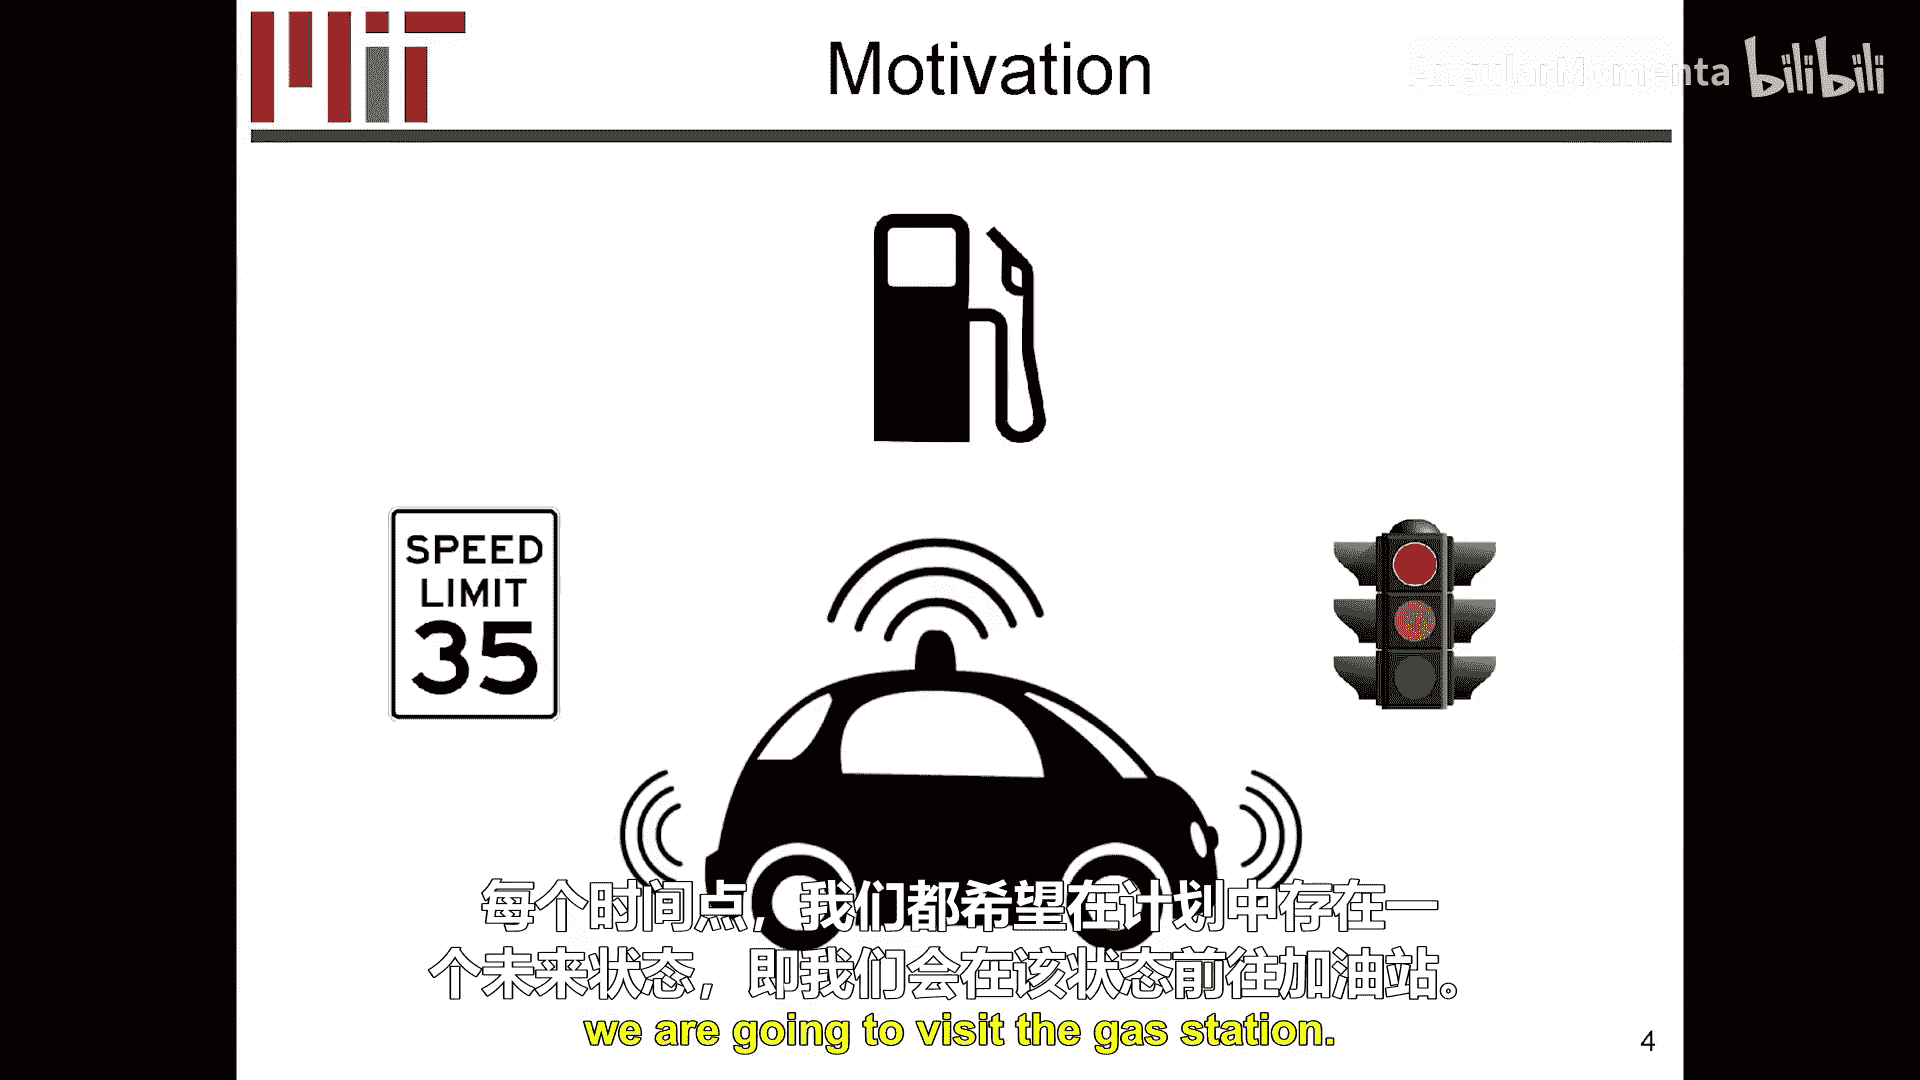 MIT
Motivation
AngularMomenta bilibili
SPEED
LIMIT
35
每个时间点，我们都希望在计划中存在一
个未来状态，即我们会在该状态前往加油站。
we are going to visit the gas station.
4